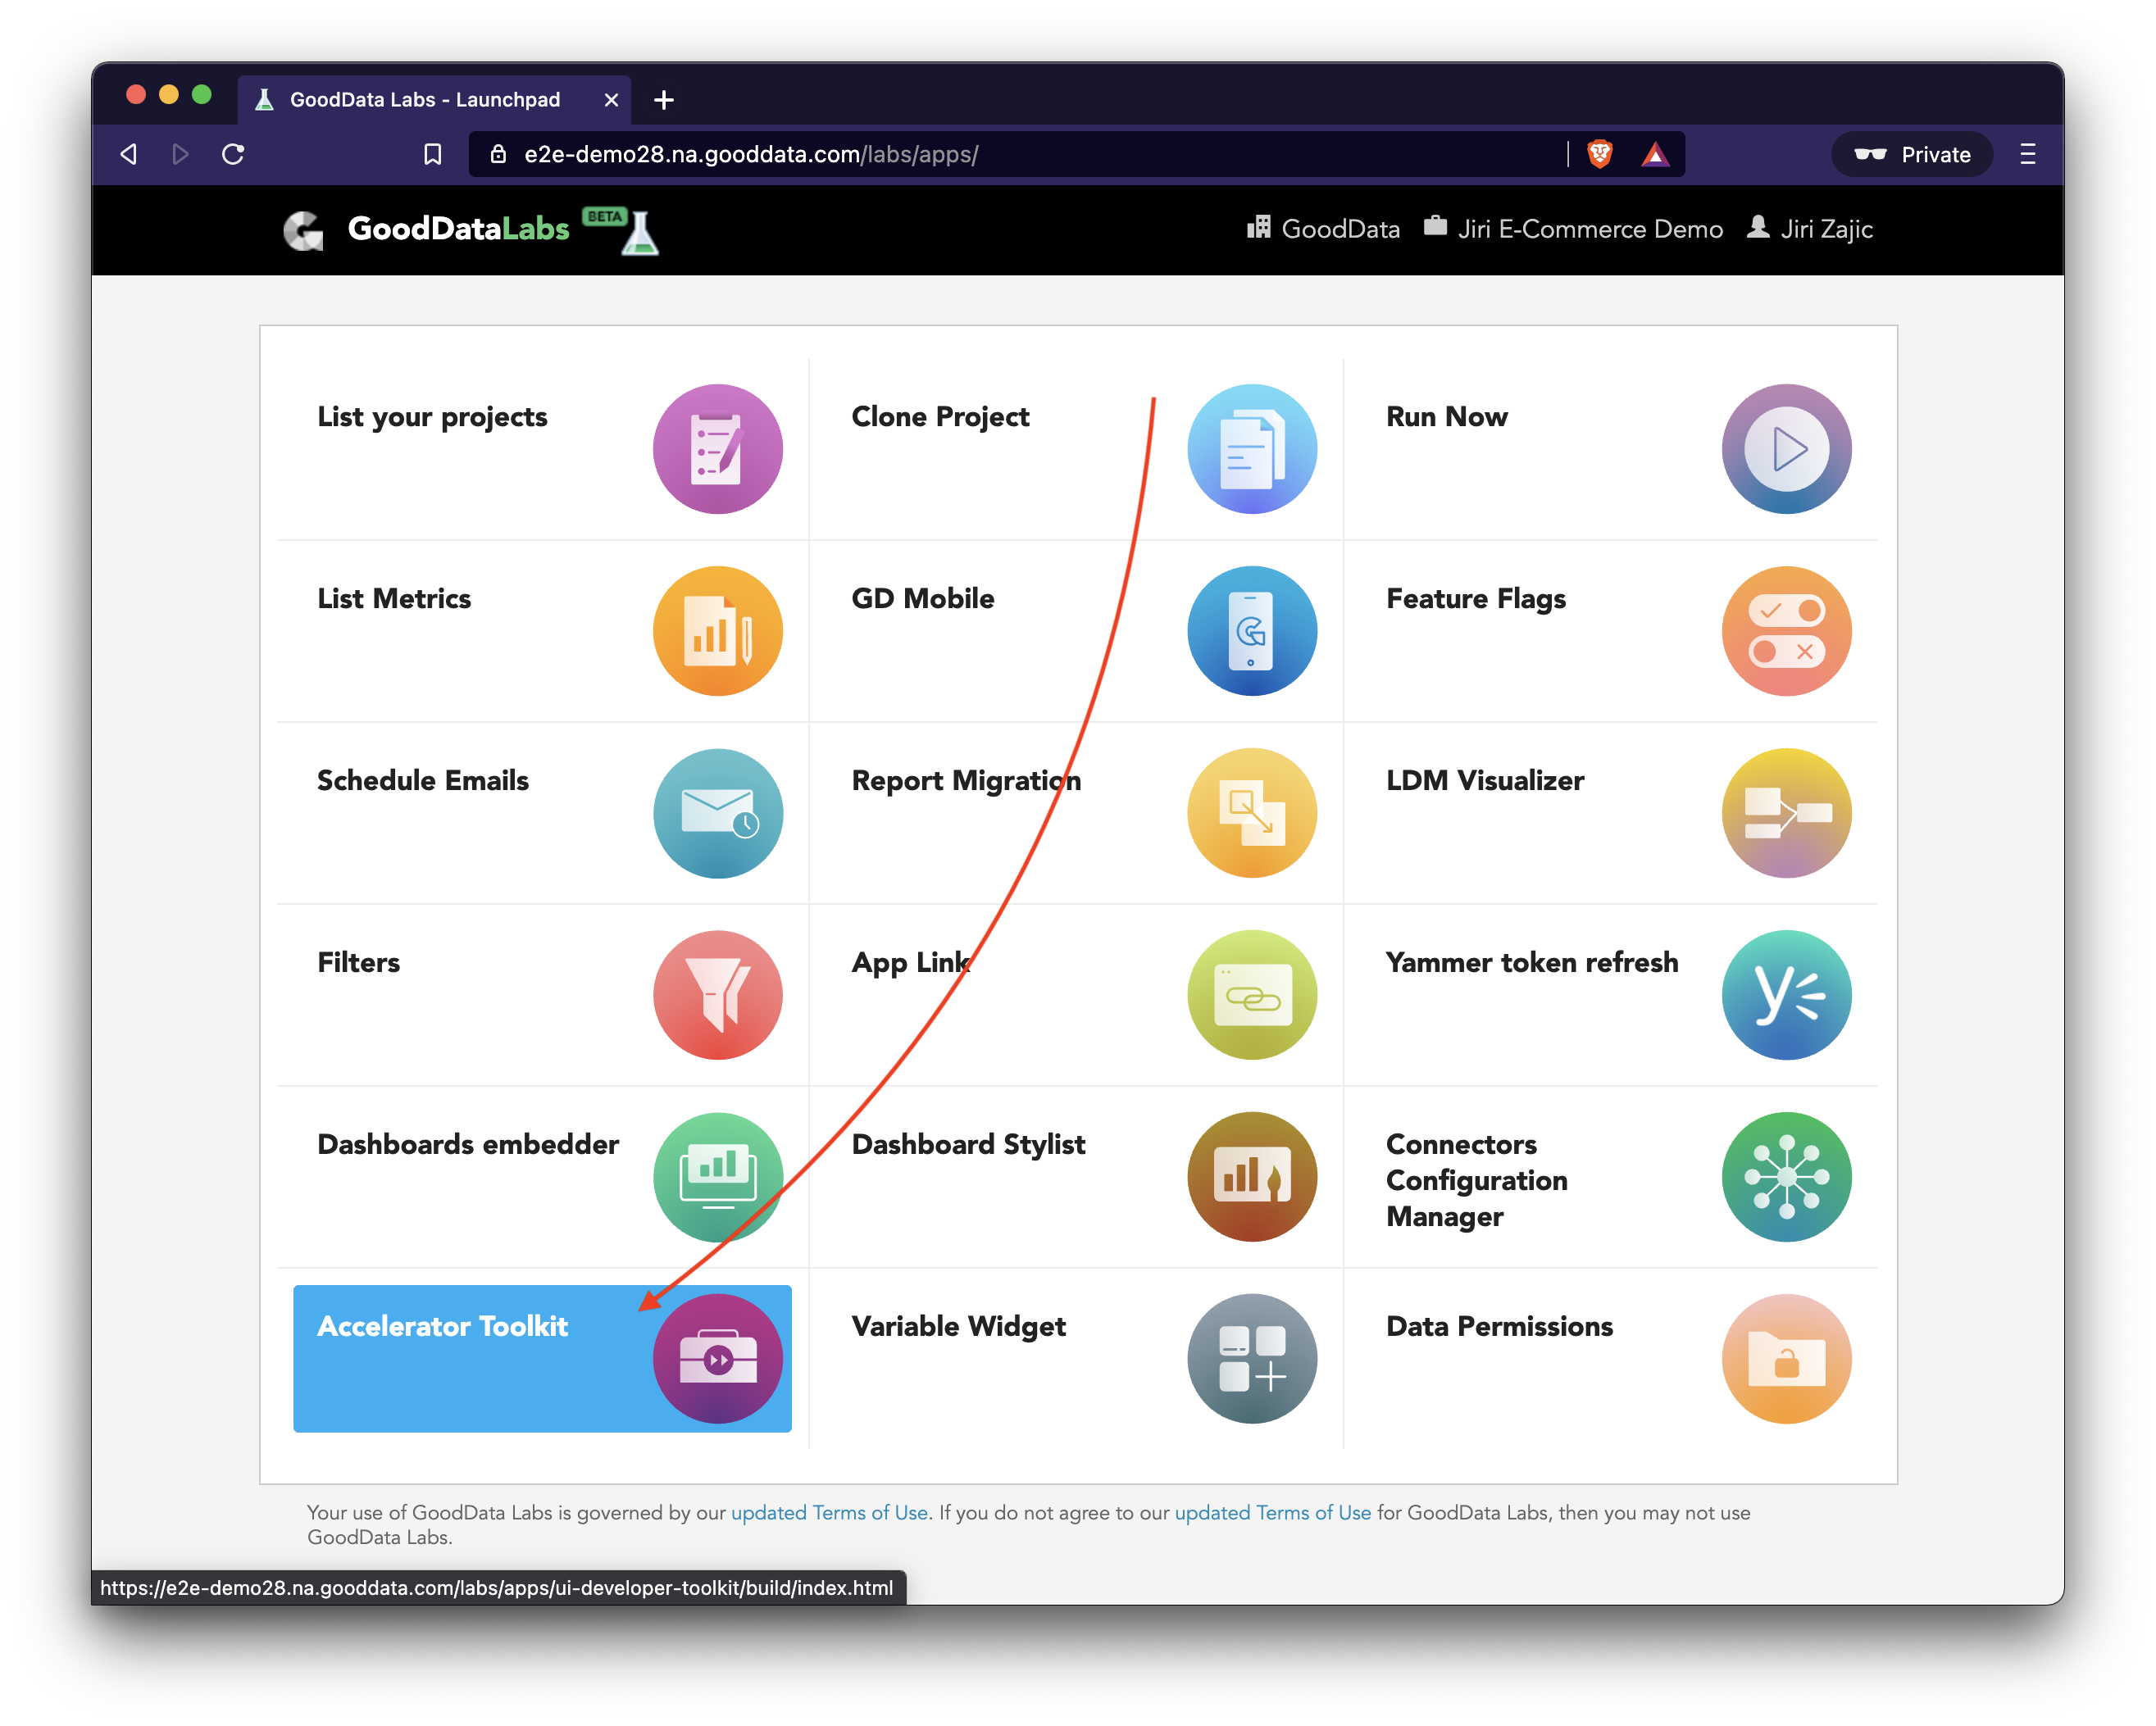 GoodData Labs - Launchpad
e2e-demo28.na.gooddata.com/labs/apps/
Private
GoodDataLabs BETA
GoodData Jiri E-Commerce Demo Jiri Zajic
List your projects
Clone Project
Run Now
List Metrics
GD Mobile
Feature Flags
Schedule Emails
Report Migration
LDM Visualizer
Filters
App Link
Yammer token refresh
Dashboards embedder
Dashboard Stylist
Connectors
Configuration
Manager
Accelerator Toolkit
Variable Widget
Data Permissions
Your use of GoodData Labs is governed by our updated Terms of Use. If you do not agree to our updated Terms of Use for GoodData Labs, then you may not use
GoodData Labs.
https://e2e-demo28.na.gooddata.com/labs/apps/ui-developer-toolkit/build/index.html